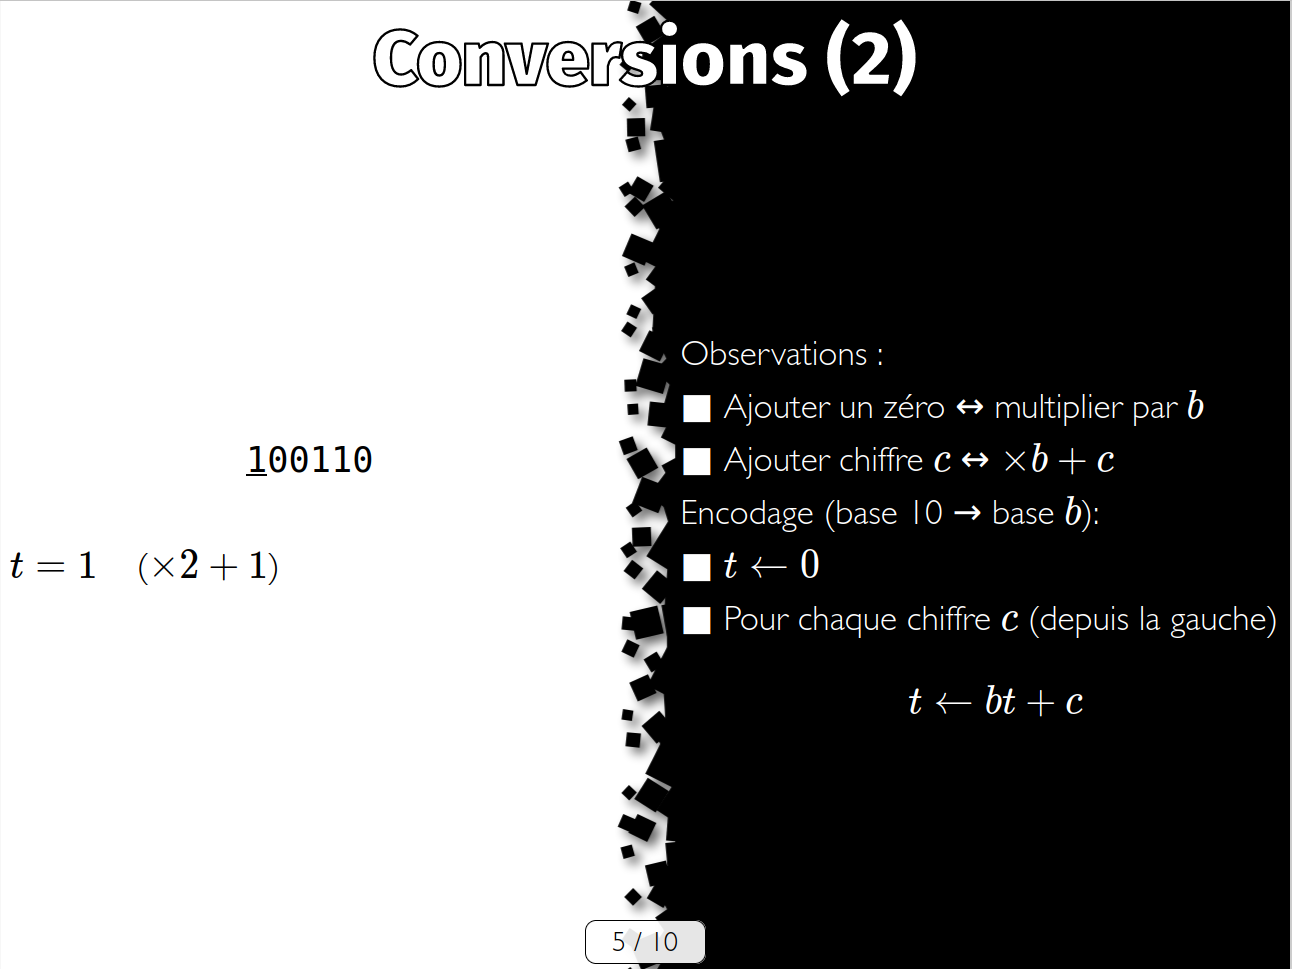 Conversions (2)
100110
t = 1 (×2 + 1)
Observations :
Ajouter un zéro ↔ multiplier par b
Ajouter chiffre c ↔ ×b + c
Encodage (base 10 → base b):
t ← 0
Pour chaque chiffre c (depuis la gauche)
t ← bt + c
5 / 10